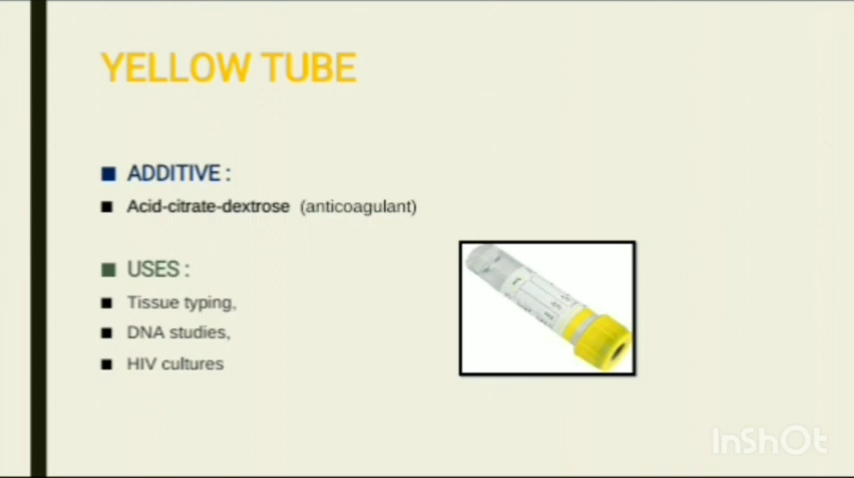 YELLOW TUBE
ADDITIVE :
Acid-citrate-dextrose (anticoagulant)
USES :
Tissue typing,
DNA studies,
HIV cultures
InShOt